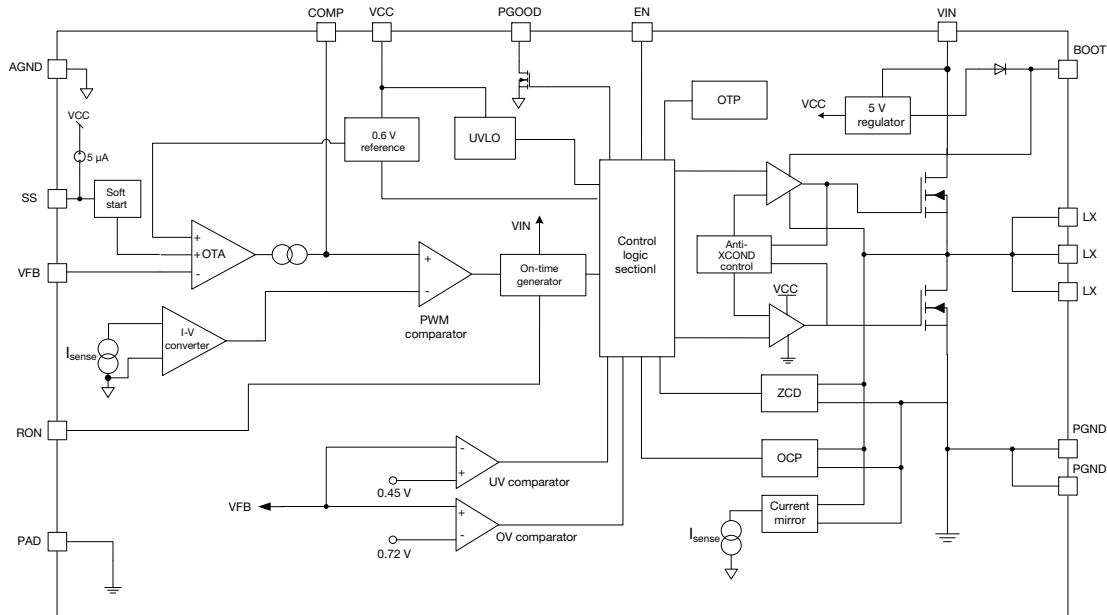 COMP
VCC
PGOOD
EN
VIN
BOOT
AGND
VCC
5 µA
0.6 V
reference
UVLO
OTP
VCC
5 V
regulator
SS
Soft
start
LX
VIN
+
+
-
OTA
VFB
+
-
PWM
comparator
On-time
generator
Control
logic
sectionl
Anti-
XCOND
control
LX
VCC
LX
Isense
I-V
converter
ZCD
RON
-
+
UV comparator
0.45 V
OCP
PGND
PGND
VFB
+
-
OV comparator
0.72 V
Current
mirror
Isense
PAD